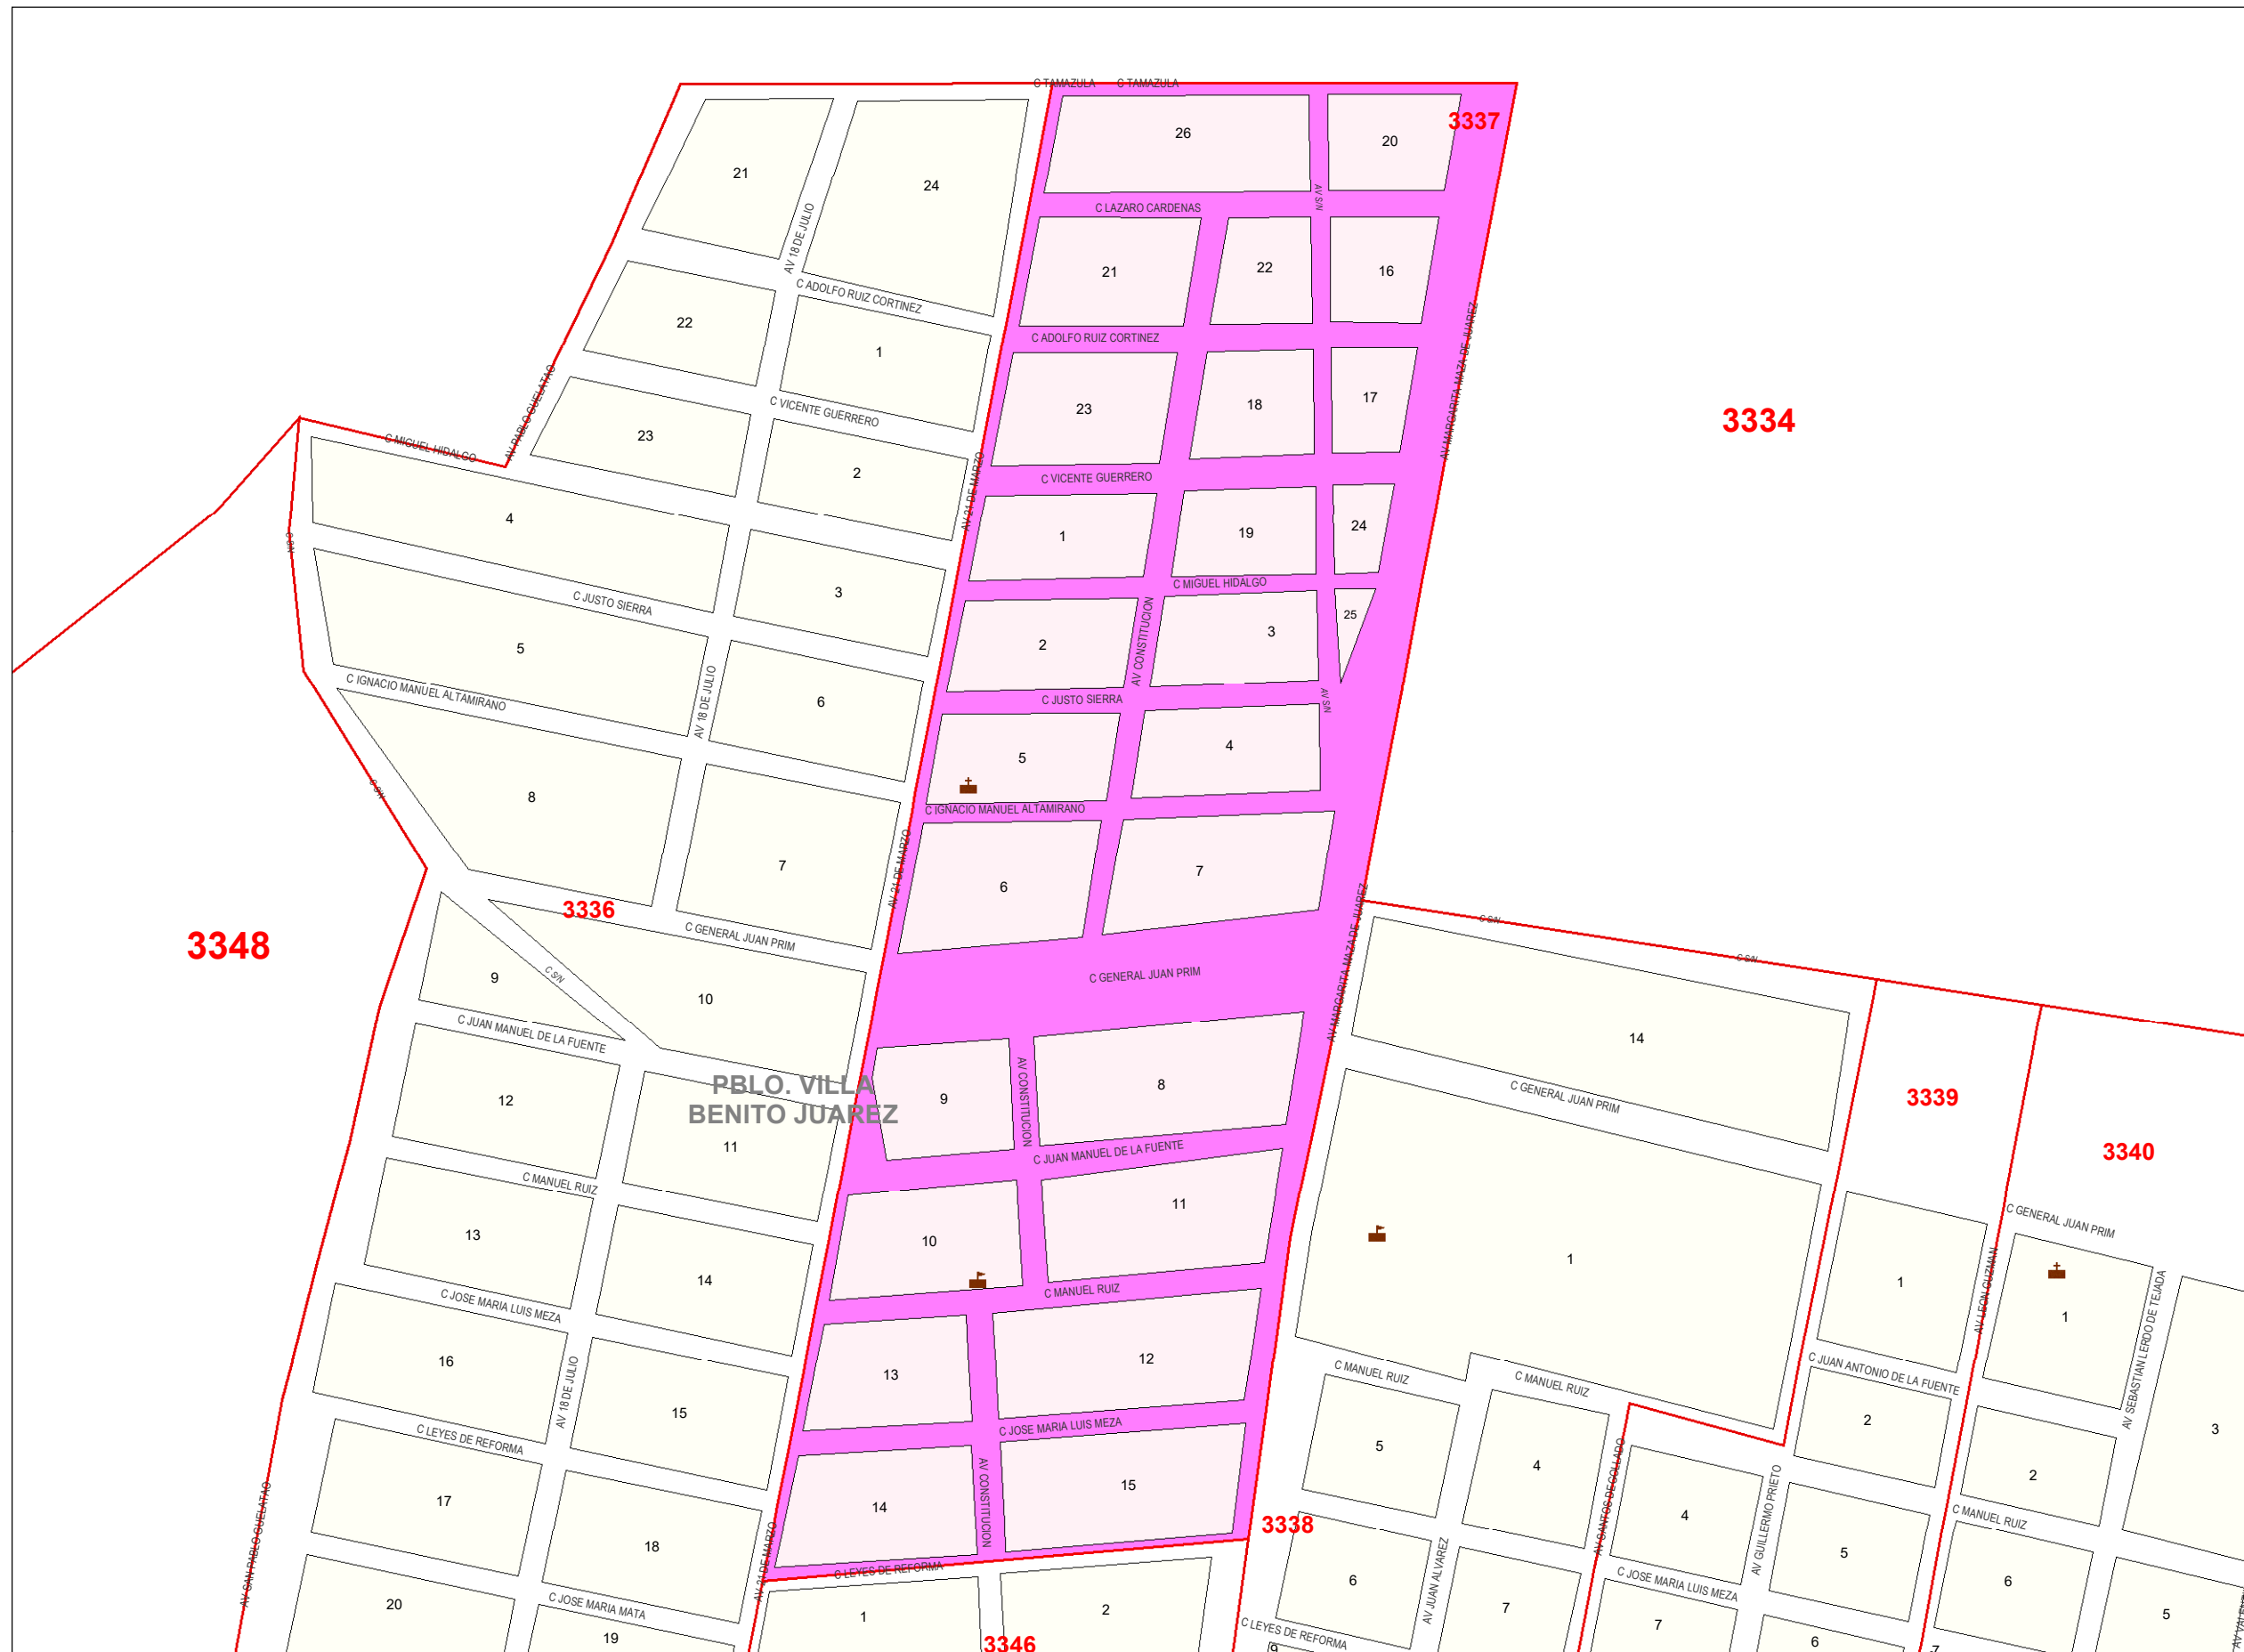 C TAMAZULA C TAMAZULA
3337
26
20
21
24
C LAZARO CARDENAS
AV S/N
AV 18 DE JULIO
21
22
16
C ADOLFO RUIZ CORTINEZ
22
1
C ADOLFO RUIZ CORTINEZ
AV MARGARITA MAZA DE JUAREZ
23
18
17
3334
AV PABLO GUELATAO
C VICENTE GUERRERO
C MIGUEL HIDALGO
23
2
AV 21 DE MARZO
C VICENTE GUERRERO
4
1
19
24
C S/N
3
C MIGUEL HIDALGO
C JUSTO SIERRA
AV CONSTITUCION
2
3
25
5
C IGNACIO MANUEL ALTAMIRANO
AV 18 DE JULIO
6
C JUSTO SIERRA
AV S/N
5
4
C S/N
8
7
C IGNACIO MANUEL ALTAMIRANO
AV 21 DE MARZO
6
7
3336
C GENERAL JUAN PRIM
3348
AV MARGARITA MAZA DE JUAREZ
C S/N
C S/N
9
C S/N
10
C GENERAL JUAN PRIM
14
C JUAN MANUEL DE LA FUENTE
PBLO. VILLA
BENITO JUAREZ
9
AV CONSTITUCION
8
C GENERAL JUAN PRIM
3339
12
11
C JUAN MANUEL DE LA FUENTE
3340
C MANUEL RUIZ
13
10
11
C GENERAL JUAN PRIM
14
1
1
1
AV LEON GUZMAN
AV SEBASTIAN LERDO DE TEJADA
C JOSE MARIA LUIS MEZA
C MANUEL RUIZ
16
13
12
C MANUEL RUIZ
C MANUEL RUIZ
C JUAN ANTONIO DE LA FUENTE
AV 18 DE JULIO
15
C LEYES DE REFORMA
C JOSE MARIA LUIS MEZA
5
4
2
3
2
17
14
AV CONSTITUCION
15
AV SANTOS DEGOLLADO
4
AV GUILLERMO PRIETO
C MANUEL RUIZ
3338
18
AV SAN PABLO GUELATAO
AV 21 DE MARZO
C LEYES DE REFORMA
6
AV JUAN ALVAREZ
5
6
C JOSE MARIA LUIS MEZA
20
C JOSE MARIA MATA
1
2
7
7
5
19
3346
C LEYES DE REFORMA
9
6
7